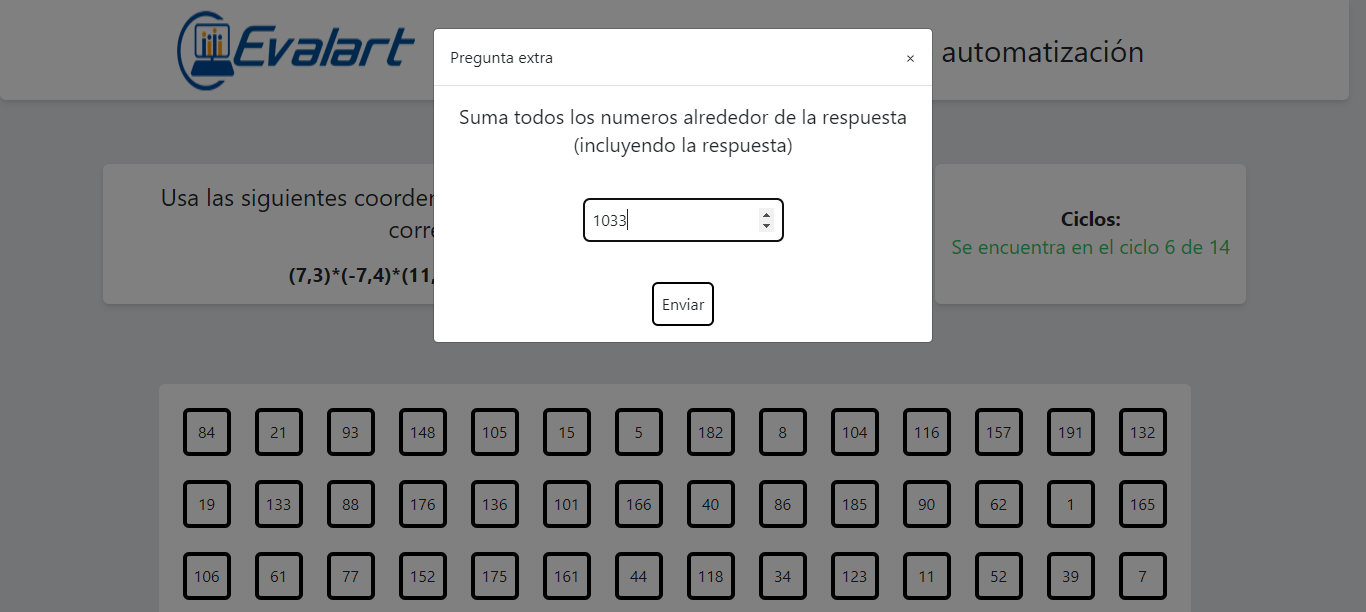 Evalart
automatización
Pregunta extra
×
Suma todos los numeros alrededor de la respuesta
(incluyendo la respuesta)
1033
Enviar
Usa las siguientes coorde
corre
(7,3)*(-7,4)*(11,
Ciclos:
Se encuentra en el ciclo 6 de 14
84 21 93 148 105 15 5 182 8 104 116 157 191 132
19 133 88 176 136 101 166 40 86 185 90 62 1 165
106 61 77 152 175 161 44 118 34 123 11 52 39 7